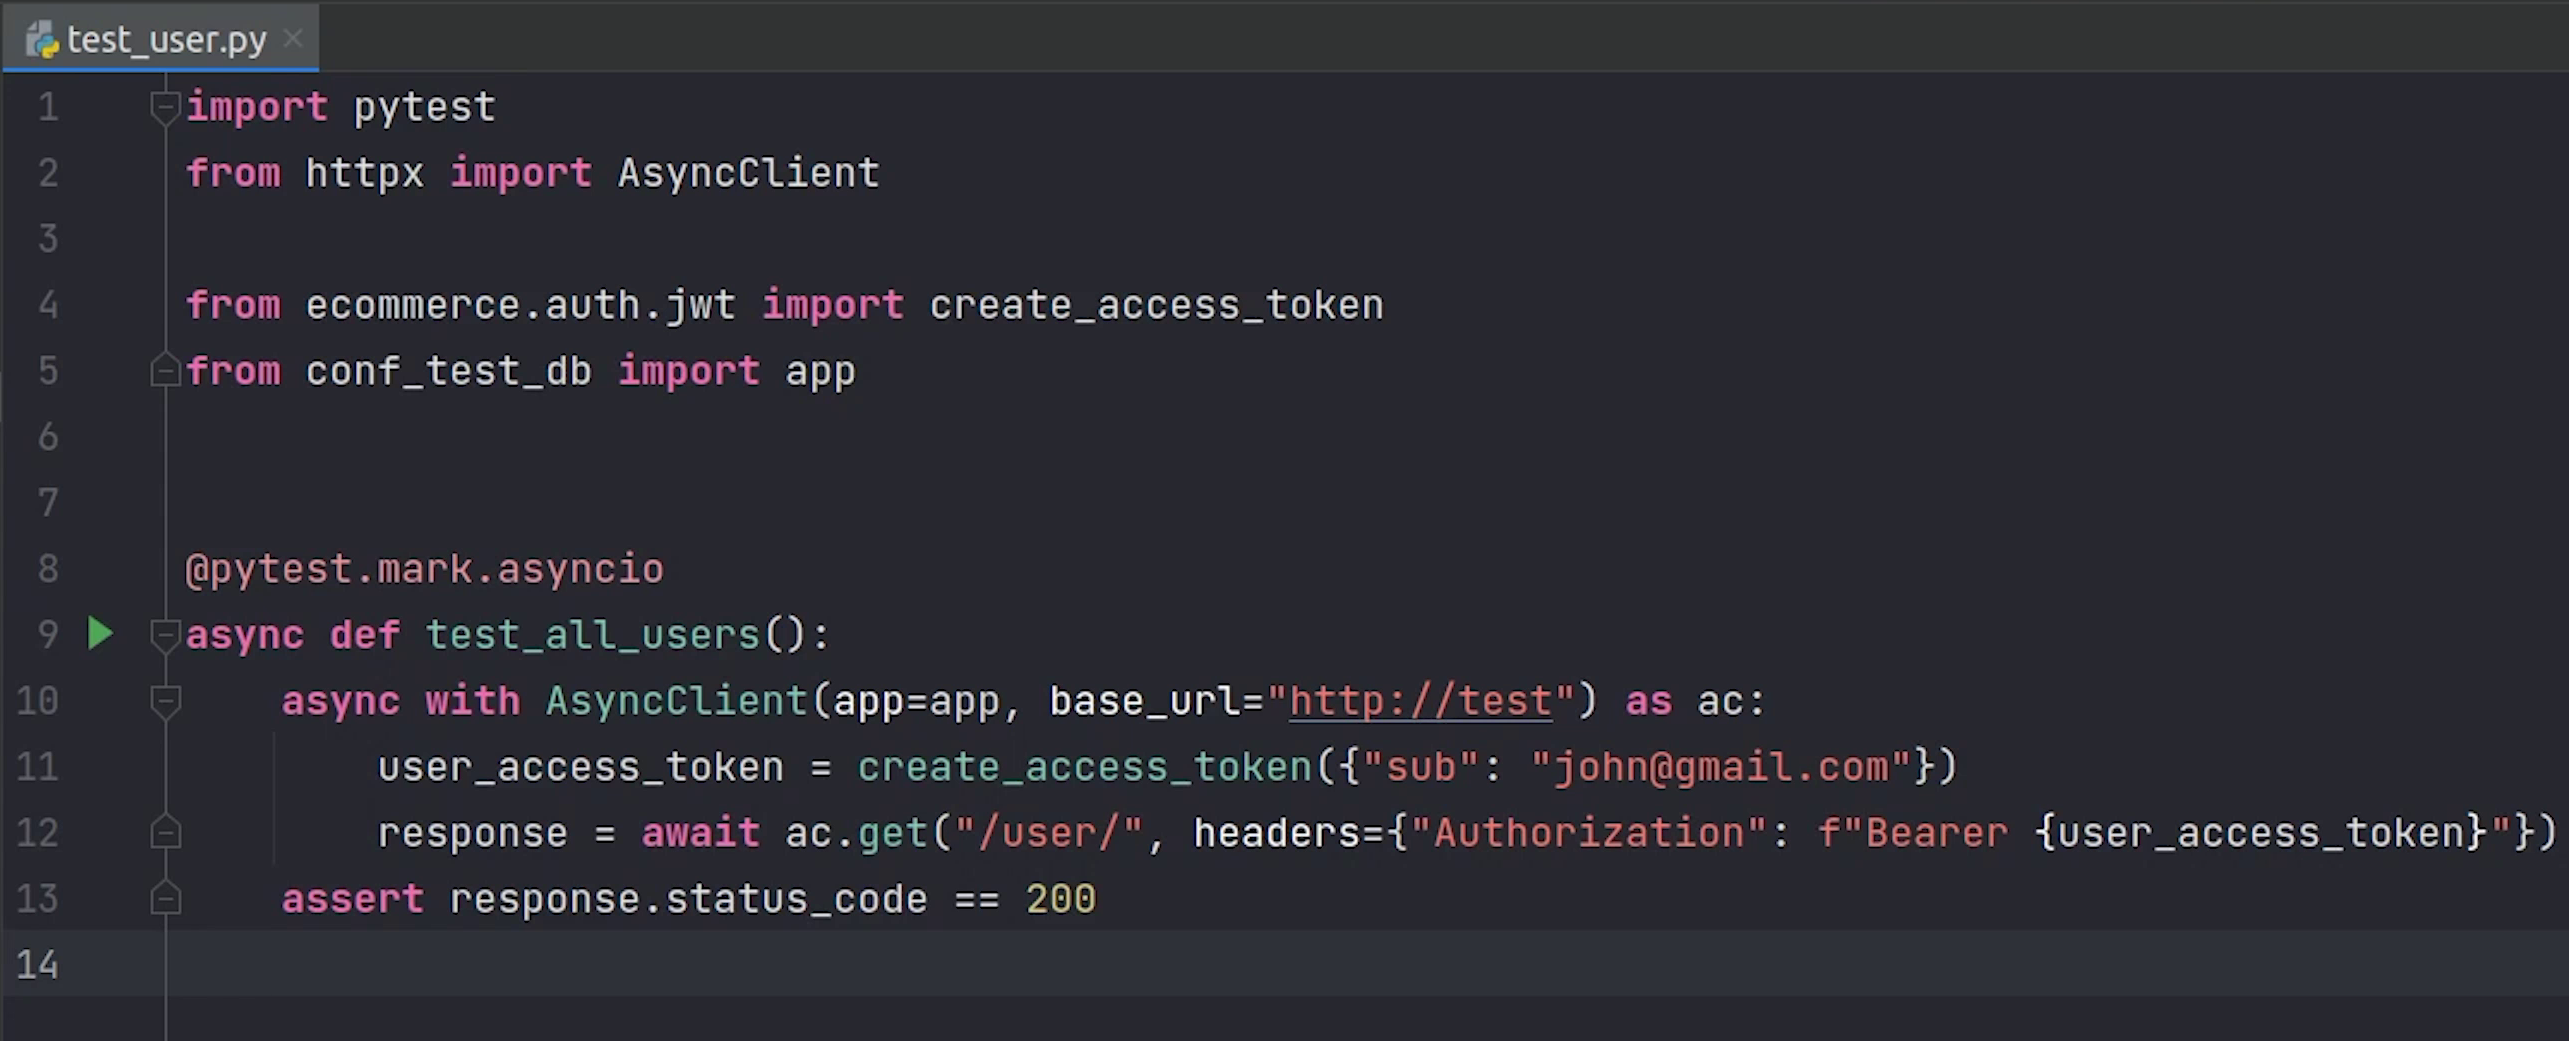 test_user.py
1 import pytest
2 from httpx import AsyncClient
3
4 from ecommerce.auth.jwt import create_access_token
5 from conf_test_db import app
6
7
8 @pytest.mark.asyncio
9 async def test_all_users():
10     async with AsyncClient(app=app, base_url="http://test") as ac:
11         user_access_token = create_access_token({"sub": "john@gmail.com"})
12         response = await ac.get("/user/", headers={"Authorization": f"Bearer {user_access_token}"})
13     assert response.status_code == 200
14